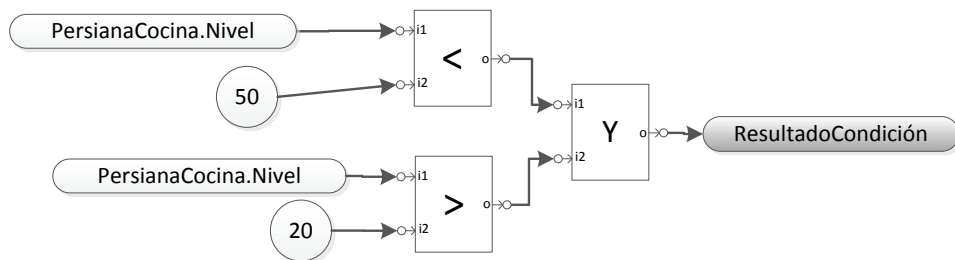 PersianaCocina.Nivel
i1
<
o
50
i2
i1
Y
o
ResultadoCondición
i2
PersianaCocina.Nivel
i1
>
o
20
i2